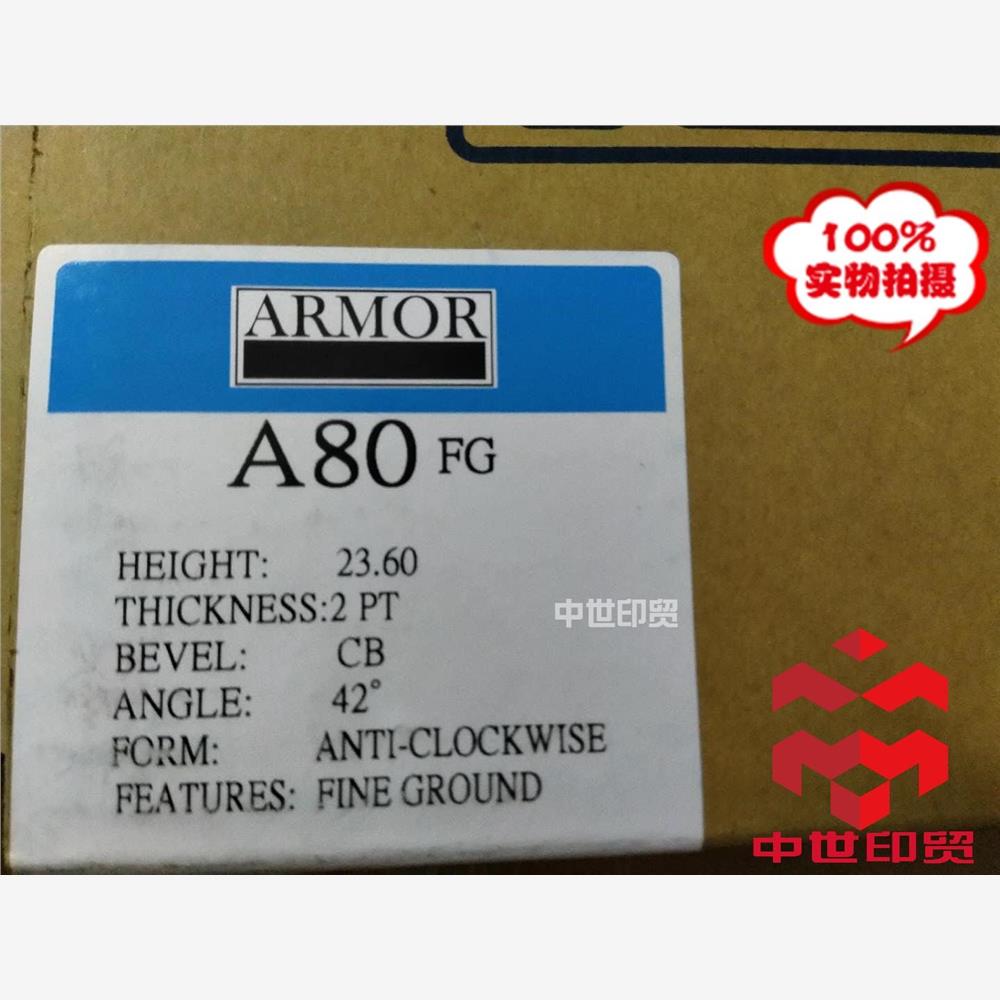 100%
实物拍摄
ARMOR
A80 FG
HEIGHT: 23.60
THICKNESS:2 PT
BEVEL: CB
ANGLE: 42°
FORM: ANTI-CLOCKWISE
FEATURES: FINE GROUND
中世印贸
中世印贸